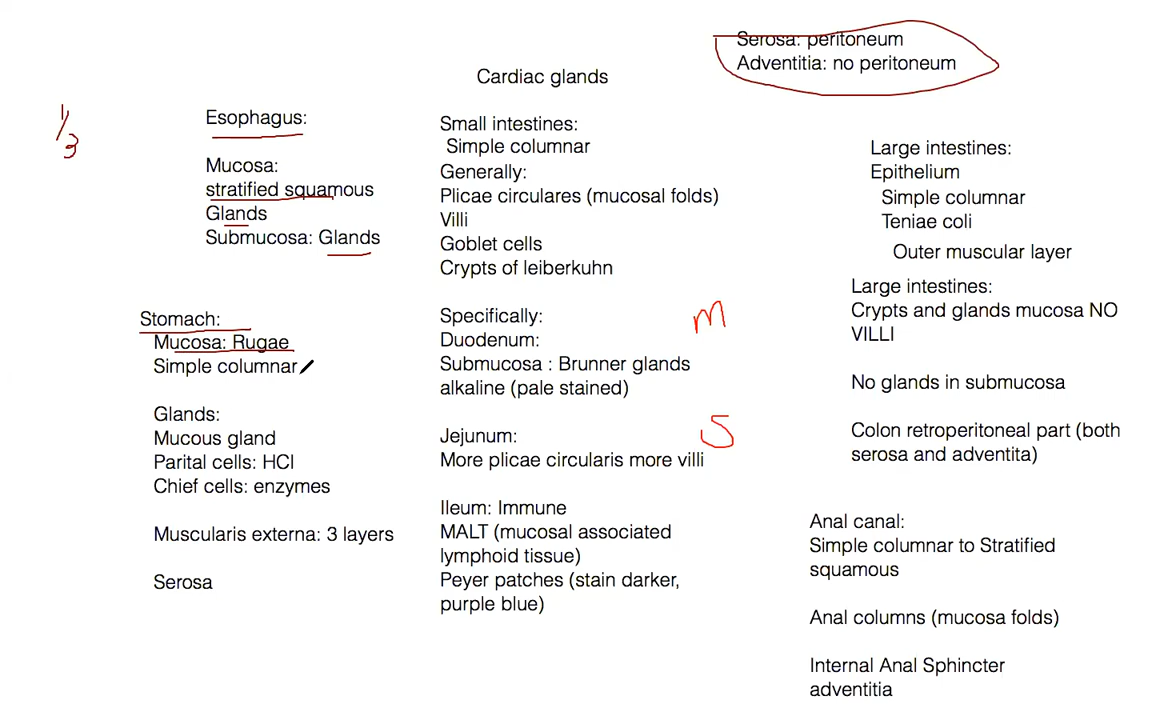 Serosa: peritoneum
Adventitia: no peritoneum
Cardiac glands
1/3
Esophagus:
Mucosa:
stratified squamous
Glands
Submucosa: Glands
Stomach:
Mucosa: Rugae
Simple columnar
Glands:
Mucous gland
Parital cells: HCl
Chief cells: enzymes
Muscularis externa: 3 layers
Serosa
Small intestines:
Simple columnar
Generally:
Plicae circulares (mucosal folds)
Villi
Goblet cells
Crypts of leiberkuhn
Specifically:
Duodenum:
Submucosa : Brunner glands
alkaline (pale stained)
M
Jejunum:
More plicae circularis more villi
S
Ileum: Immune
MALT (mucosal associated
lymphoid tissue)
Peyer patches (stain darker,
purple blue)
Large intestines:
Epithelium
Simple columnar
Teniae coli
Outer muscular layer
Large intestines:
Crypts and glands mucosa NO
VILLI
No glands in submucosa
Colon retroperitoneal part (both
serosa and adventita)
Anal canal:
Simple columnar to Stratified
squamous
Anal columns (mucosa folds)
Internal Anal Sphincter
adventitia